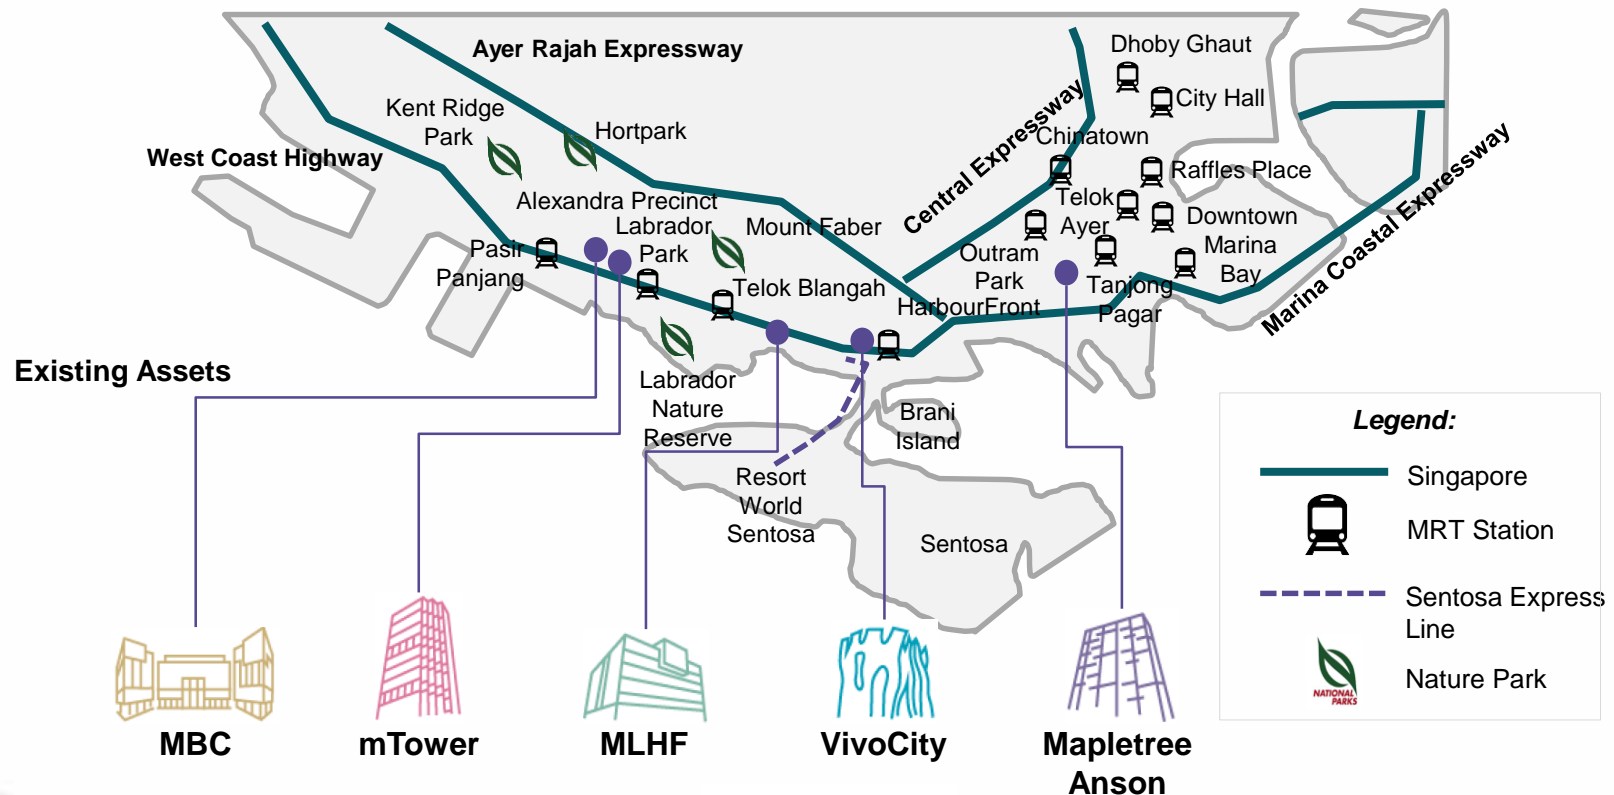 Dhoby Ghaut
Ayer Rajah Expressway
City Hall
Kent Ridge
Park
Hortpark
Central Expressway
Chinatown
West Coast Highway
Raffles Place
Alexandra Precinct
Telok
Ayer
Labrador
Park
Mount Faber
Downtown
Marina
Bay
Marina Coastal Expressway
Pasir
Panjang
Outram
Park
Telok Blangah
Tanjong
Pagar
HarbourFront
Existing Assets
Labrador
Nature
Reserve
Brani
Island
Resort
World
Sentosa
Sentosa
Legend:
Singapore
MRT Station
Sentosa Express
Line
Nature Park
NATIONAL
PARKS
MBC
mTower
MLHF
VivoCity
Mapletree
Anson